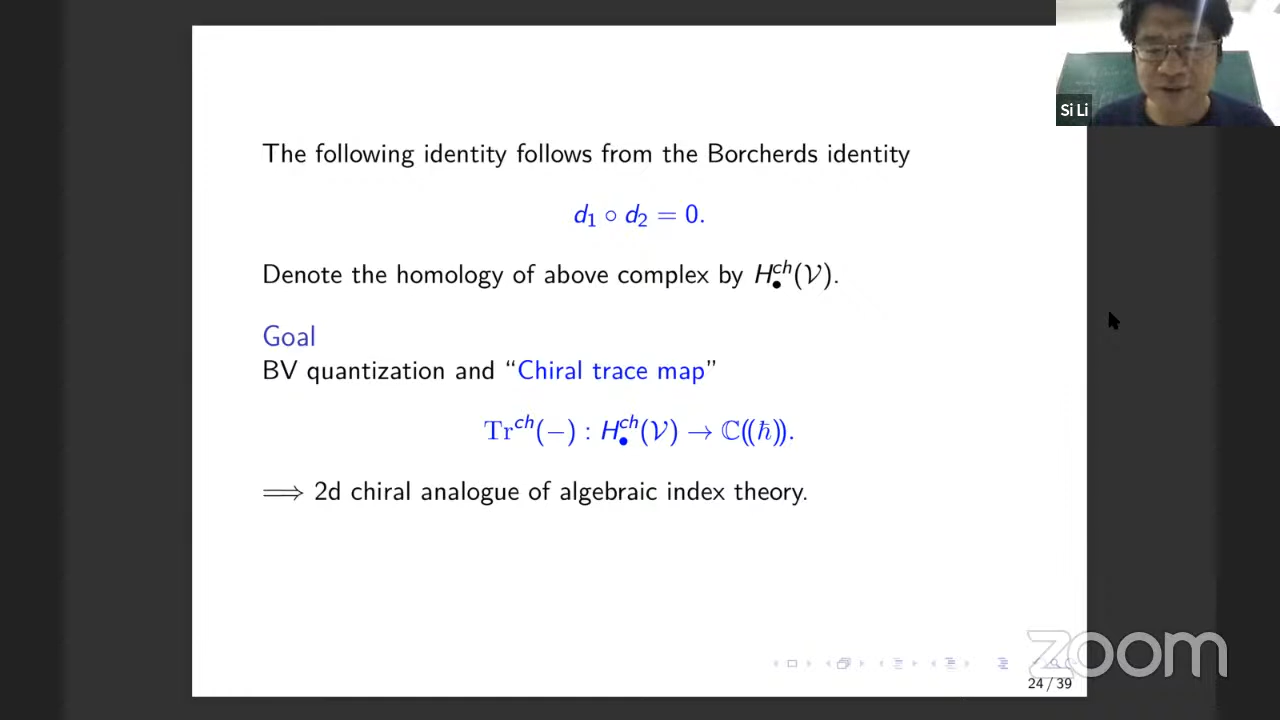 Si Li
The following identity follows from the Borcherds identity
d₁ ∘ d₂ = 0.
Denote the homology of above complex by H^{ch}_•(𝒱).
Goal
BV quantization and “Chiral trace map”
Tr^{ch}(−) : H^{ch}_•(𝒱) → ℂ((ℏ)).
⟹ 2d chiral analogue of algebraic index theory.
zoom
24 / 39